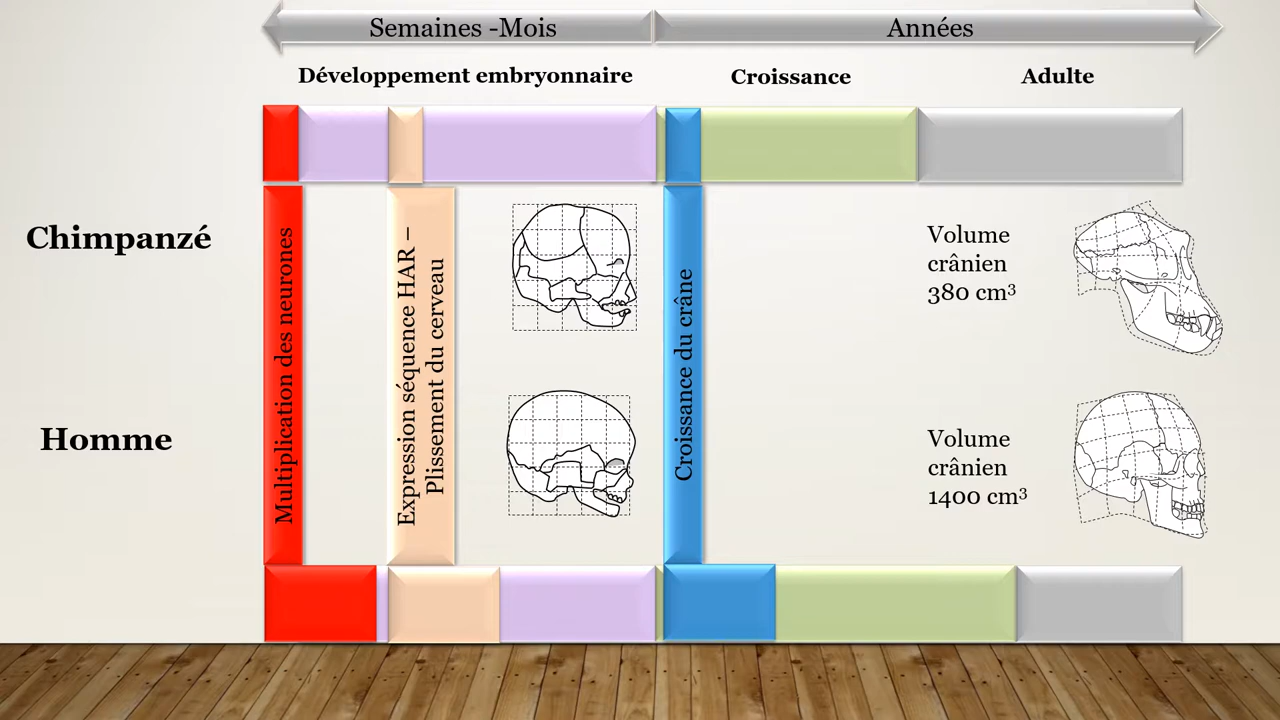 Semaines -Mois
Années
Développement embryonnaire
Croissance
Adulte
Chimpanzé
Homme
Multiplication des neurones
Expression séquence HAR –
Plissement du cerveau
Croissance du crâne
Volume
crânien
380 cm³
Volume
crânien
1400 cm³